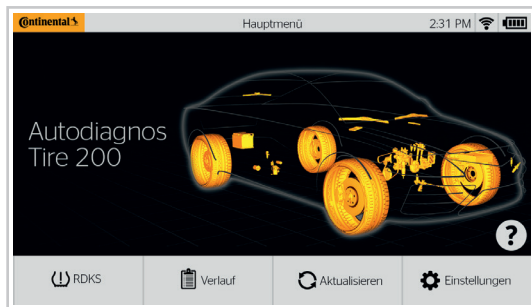 Continental
Hauptmenü
2:31 PM
Autodiagnos
Tire 200
?
RDKS
Verlauf
Aktualisieren
Einstellungen